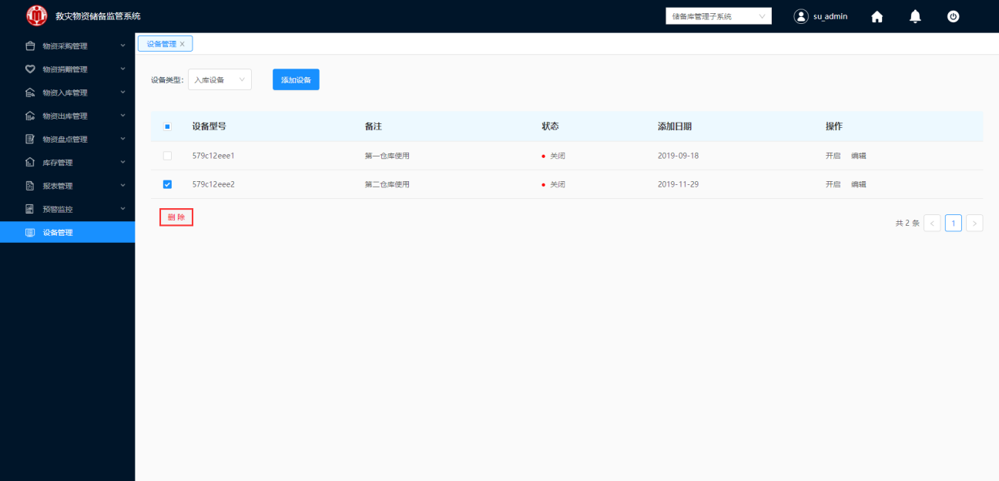 救灾物资储备监管系统
储备库管理子系统
su_admin
物资采购管理
物资捐赠管理
物资入库管理
物资出库管理
物资盘点管理
库存管理
报表管理
预警监控
设备管理
设备管理 ×
设备类型: 入库设备 添加设备
设备型号 备注 状态 添加日期 操作
579c12eee1 第一仓库使用 关闭 2019-09-18 开启 编辑
579c12eee2 第二仓库使用 关闭 2019-11-29 开启 编辑
删 除
共 2 条 < 1 >